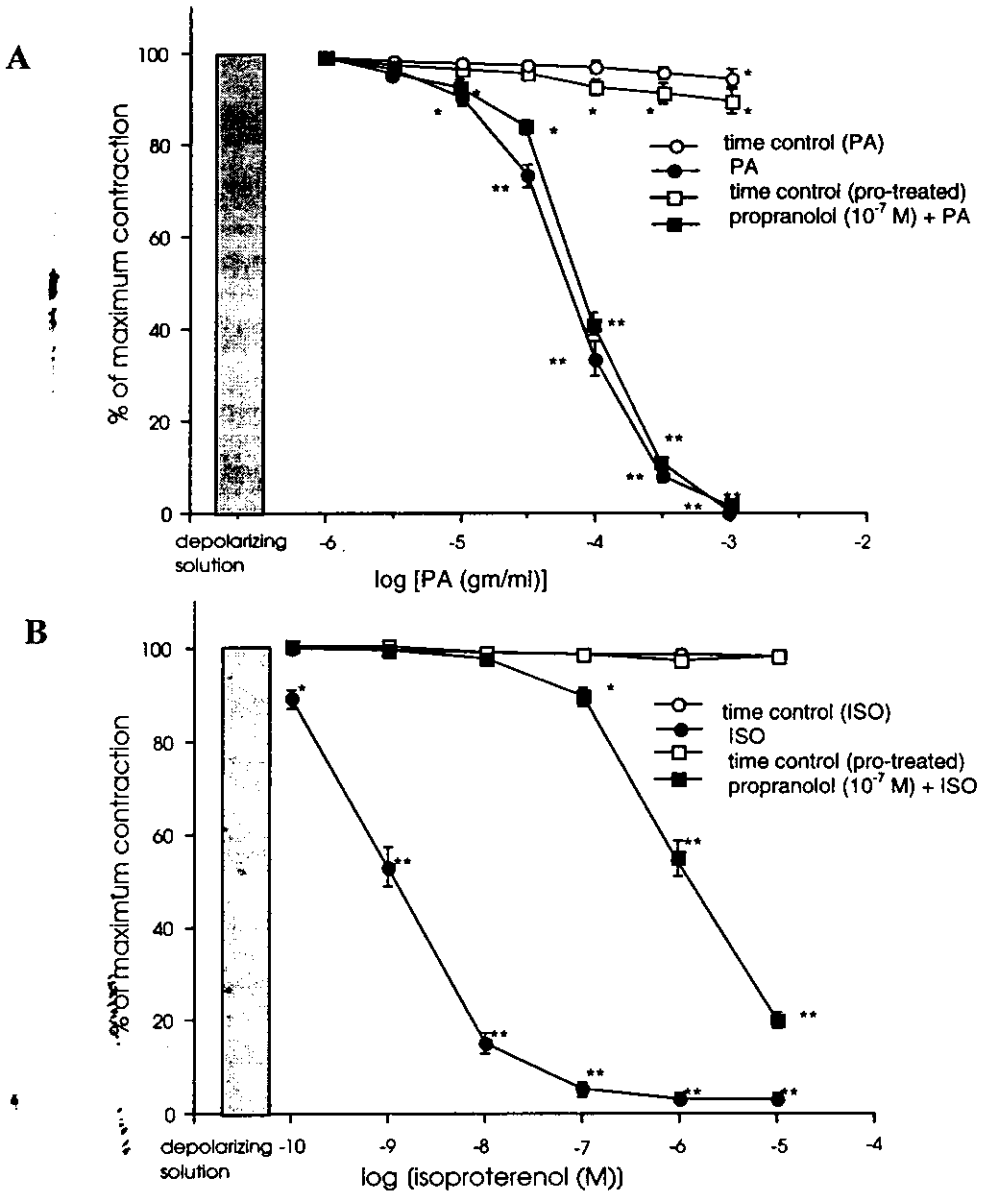 A
% of maximum contraction
100
80
60
40
20
0
* * * * * * *
** * ** ** ** ** ** **
time control (PA)
PA
time control (pro-treated)
propranolol (10⁻⁷ M) + PA
depolarizing solution
-6 -5 -4 -3 -2
log [PA (gm/ml)]
B
% of maximum contraction
100
80
60
40
20
0
* ** ** ** ** **
* ** **
time control (ISO)
ISO
time control (pro-treated)
propranolol (10⁻⁷ M) + ISO
depolarizing solution
-10 -9 -8 -7 -6 -5 -4
log [isoproterenol (M)]